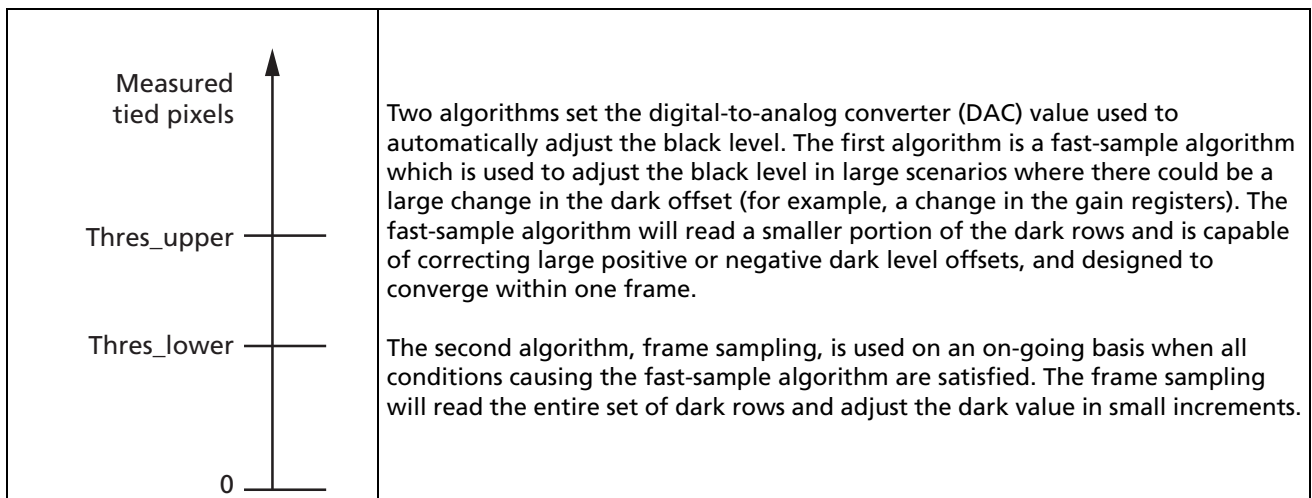 Measured
tied pixels
Thres_upper
Thres_lower
0
Two algorithms set the digital-to-analog converter (DAC) value used to
automatically adjust the black level. The first algorithm is a fast-sample algorithm
which is used to adjust the black level in large scenarios where there could be a
large change in the dark offset (for example, a change in the gain registers). The
fast-sample algorithm will read a smaller portion of the dark rows and is capable
of correcting large positive or negative dark level offsets, and designed to
converge within one frame.
The second algorithm, frame sampling, is used on an on-going basis when all
conditions causing the fast-sample algorithm are satisfied. The frame sampling
will read the entire set of dark rows and adjust the dark value in small increments.